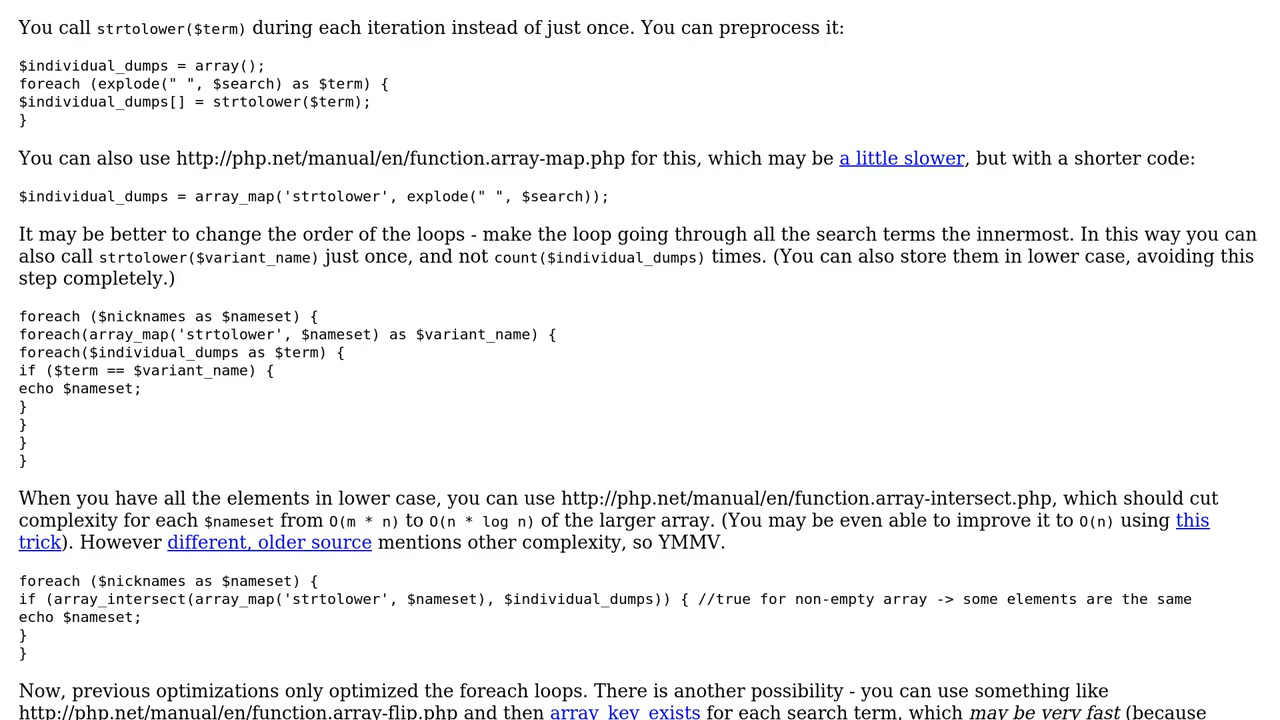 You call strtolower($term) during each iteration instead of just once. You can preprocess it:
$individual_dumps = array();
foreach (explode(" ", $search) as $term) {
$individual_dumps[] = strtolower($term);
}
You can also use http://php.net/manual/en/function.array-map.php for this, which may be a little slower, but with a shorter code:
$individual_dumps = array_map('strtolower', explode(" ", $search));
It may be better to change the order of the loops - make the loop going through all the search terms the innermost. In this way you can
also call strtolower($variant_name) just once, and not count($individual_dumps) times. (You can also store them in lower case, avoiding this
step completely.)
foreach ($nicknames as $nameset) {
foreach(array_map('strtolower', $nameset) as $variant_name) {
foreach($individual_dumps as $term) {
if ($term == $variant_name) {
echo $nameset;
}
}
}
}
When you have all the elements in lower case, you can use http://php.net/manual/en/function.array-intersect.php, which should cut
complexity for each $nameset from O(m * n) to O(n * log n) of the larger array. (You may be even able to improve it to O(n) using this
trick). However different, older source mentions other complexity, so YMMV.
foreach ($nicknames as $nameset) {
if (array_intersect(array_map('strtolower', $nameset), $individual_dumps)) { //true for non-empty array -> some elements are the same
echo $nameset;
}
}
Now, previous optimizations only optimized the foreach loops. There is another possibility - you can use something like
http://php.net/manual/en/function.array-flip.php and then array_key_exists for each search term, which may be very fast (because